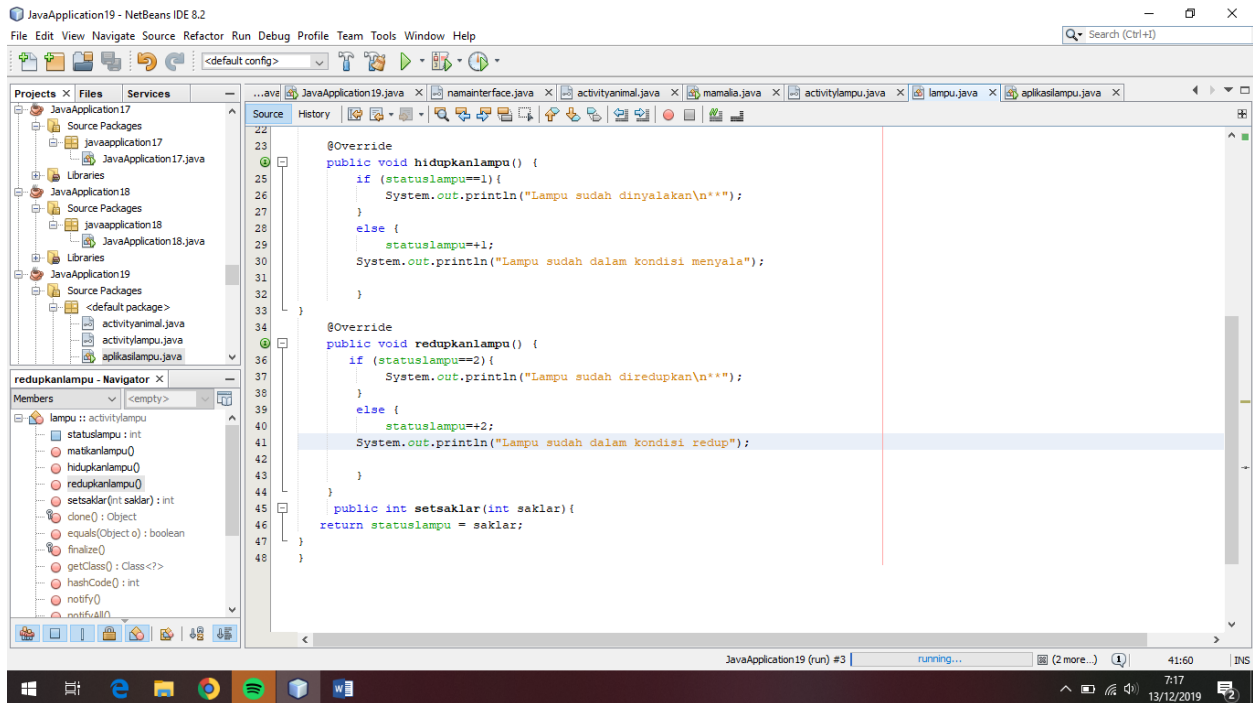 JavaApplication19 - NetBeans IDE 8.2
File Edit View Navigate Source Refactor Run Debug Profile Team Tools Window Help
Search (Ctrl+I)
<default config>
Projects Files Services
JavaApplication17
Source Packages
javaapplication17
JavaApplication17.java
Libraries
JavaApplication18
Source Packages
javaapplication18
JavaApplication18.java
Libraries
JavaApplication19
Source Packages
<default package>
activityanimal.java
activitylampu.java
aplikasilampu.java
redupkanlampu - Navigator
Members <empty>
lampu :: activitylampu
statuslampu : int
matikanlampu()
hidupkanlampu()
redupkanlampu()
setsaklar(int saklar) : int
clone() : Object
equals(Object o) : boolean
finalize()
getClass() : Class<?>
hashCode() : int
notify()
notifyAll()
...ava JavaApplication19.java namainterface.java activityanimal.java mamalia.java activitylampu.java lampu.java aplikasilampu.java
Source History
22
23 @Override
public void hidupkanlampu() {
25 if (statuslampu==1){
26 System.out.println("Lampu sudah dinyalakan\n**");
27 }
28 else {
29 statuslampu=+1;
30 System.out.println("Lampu sudah dalam kondisi menyala");
31
32 }
33 }
34 @Override
public void redupkanlampu() {
36 if (statuslampu==2){
37 System.out.println("Lampu sudah diredupkan\n**");
38 }
39 else {
40 statuslampu=+2;
41 System.out.println("Lampu sudah dalam kondisi redup");
42
43 }
44 }
45 public int setsaklar(int saklar){
46 return statuslampu = saklar;
47 }
48 }
JavaApplication19 (run) #3 running... (2 more...) 1 41:60 INS
7:17
13/12/2019
2